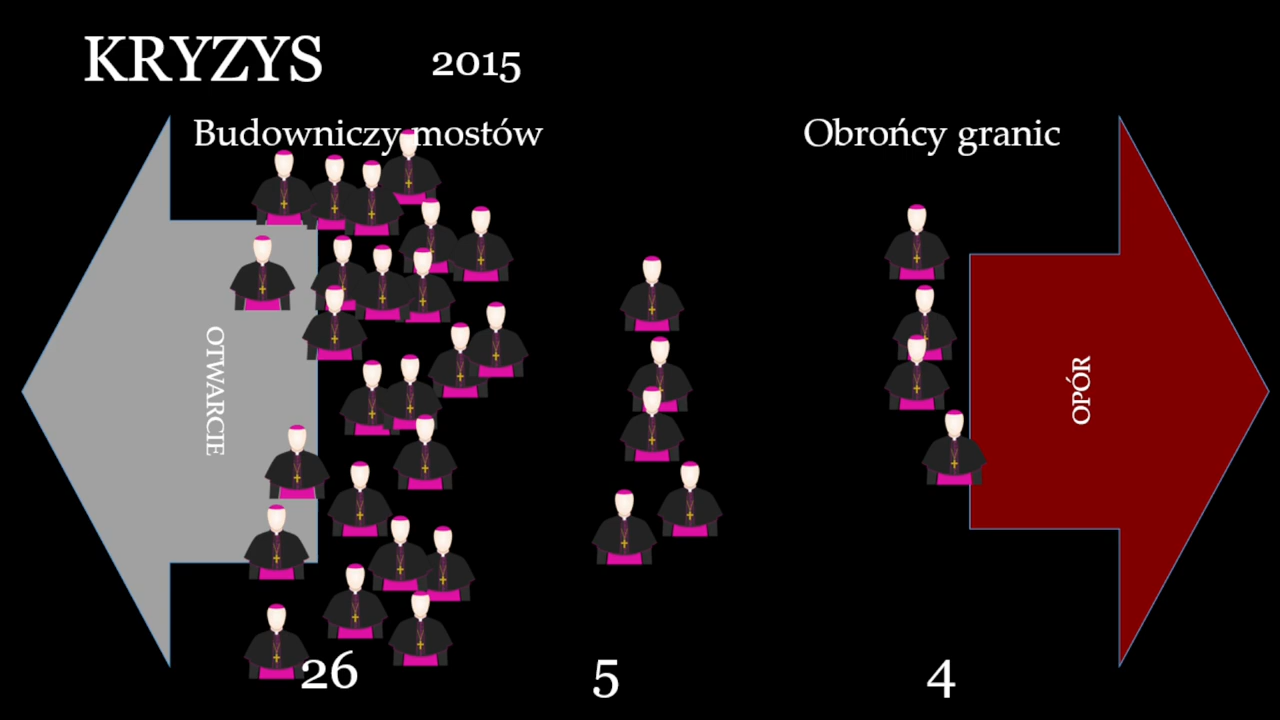 KRYZYS
2015
Budowniczy mostów
Obrońcy granic
OTWARCIE
OPÓR
26
5
4